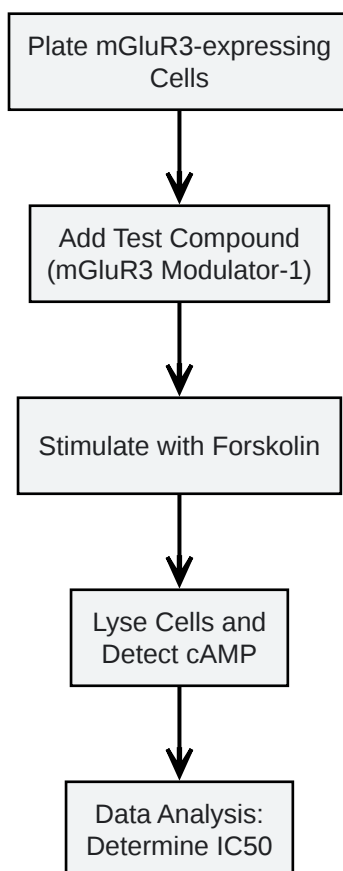 Plate mGluR3-expressing
Cells
Add Test Compound
(mGluR3 Modulator-1)
Stimulate with Forskolin
Lyse Cells and
Detect cAMP
Data Analysis:
Determine IC50